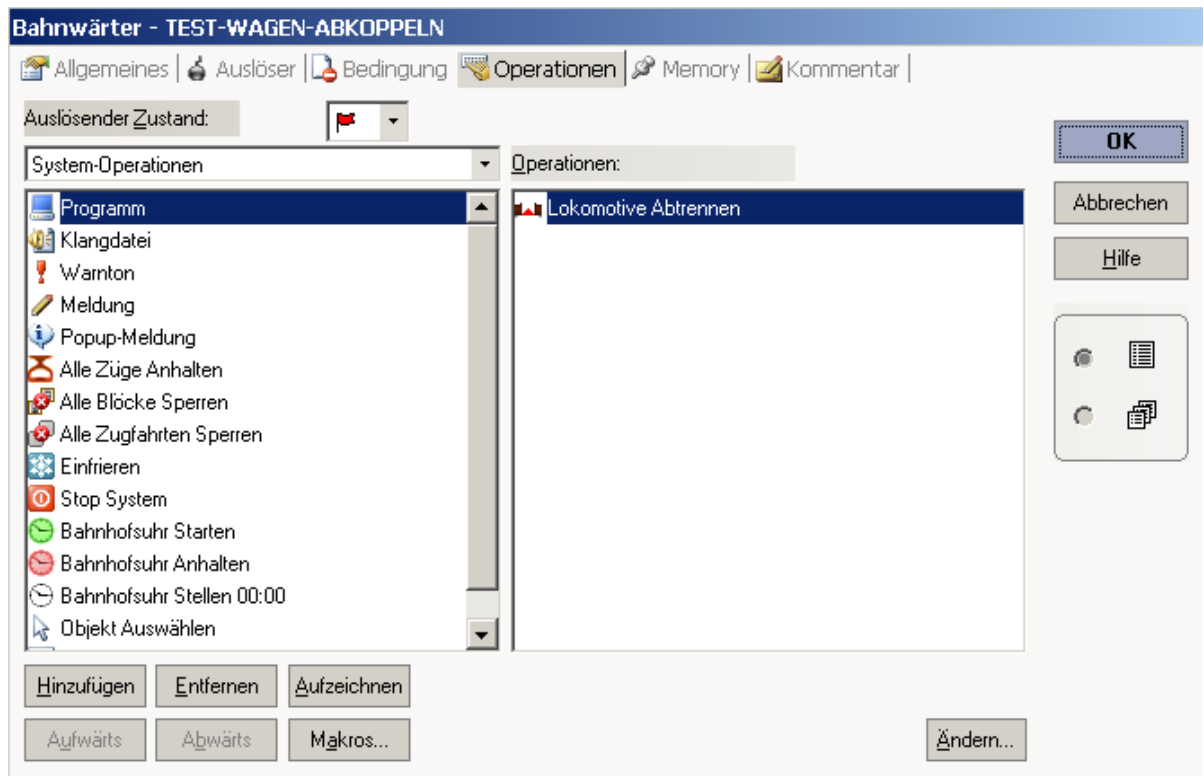 Bahnwärter - TEST-WAGEN-ABKOPPELN
Allgemeines | Auslöser | Bedingung Operationen Memory | Kommentar |
Auslösender Zustand:
System-Operationen
Operationen:
Programm
Klangdatei
Warnton
Meldung
Popup-Meldung
Alle Züge Anhalten
Alle Blöcke Sperren
Alle Zugfahrten Sperren
Einfrieren
Stop System
Bahnhofsuhr Starten
Bahnhofsuhr Anhalten
Bahnhofsuhr Stellen 00:00
Objekt Auswählen
Lokomotive Abtrennen
OK
Abbrechen
Hilfe
Hinzufügen Entfernen Aufzeichnen
Aufwärts Abwärts Makros...
Ändern...